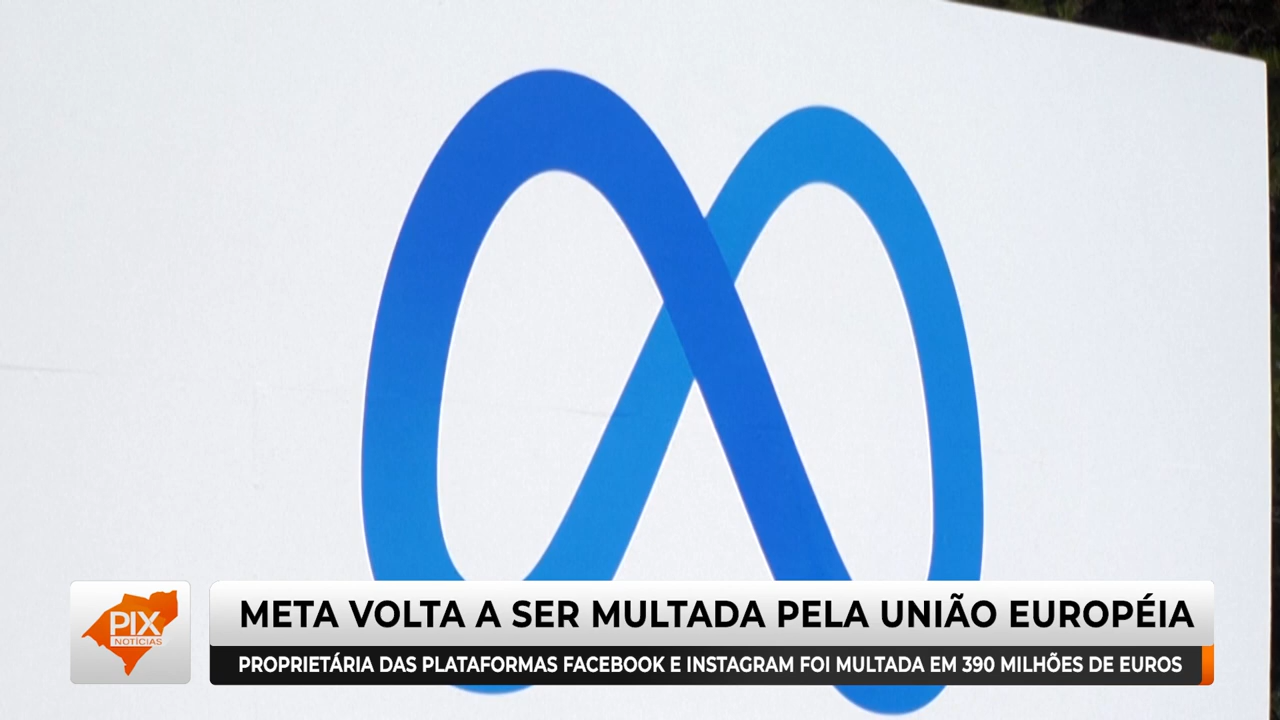 META VOLTA A SER MULTADA PELA UNIÃO EUROPÉIA
PIX
NOTÍCIAS
PROPRIETÁRIA DAS PLATAFORMAS FACEBOOK E INSTAGRAM FOI MULTADA EM 390 MILHÕES DE EUROS